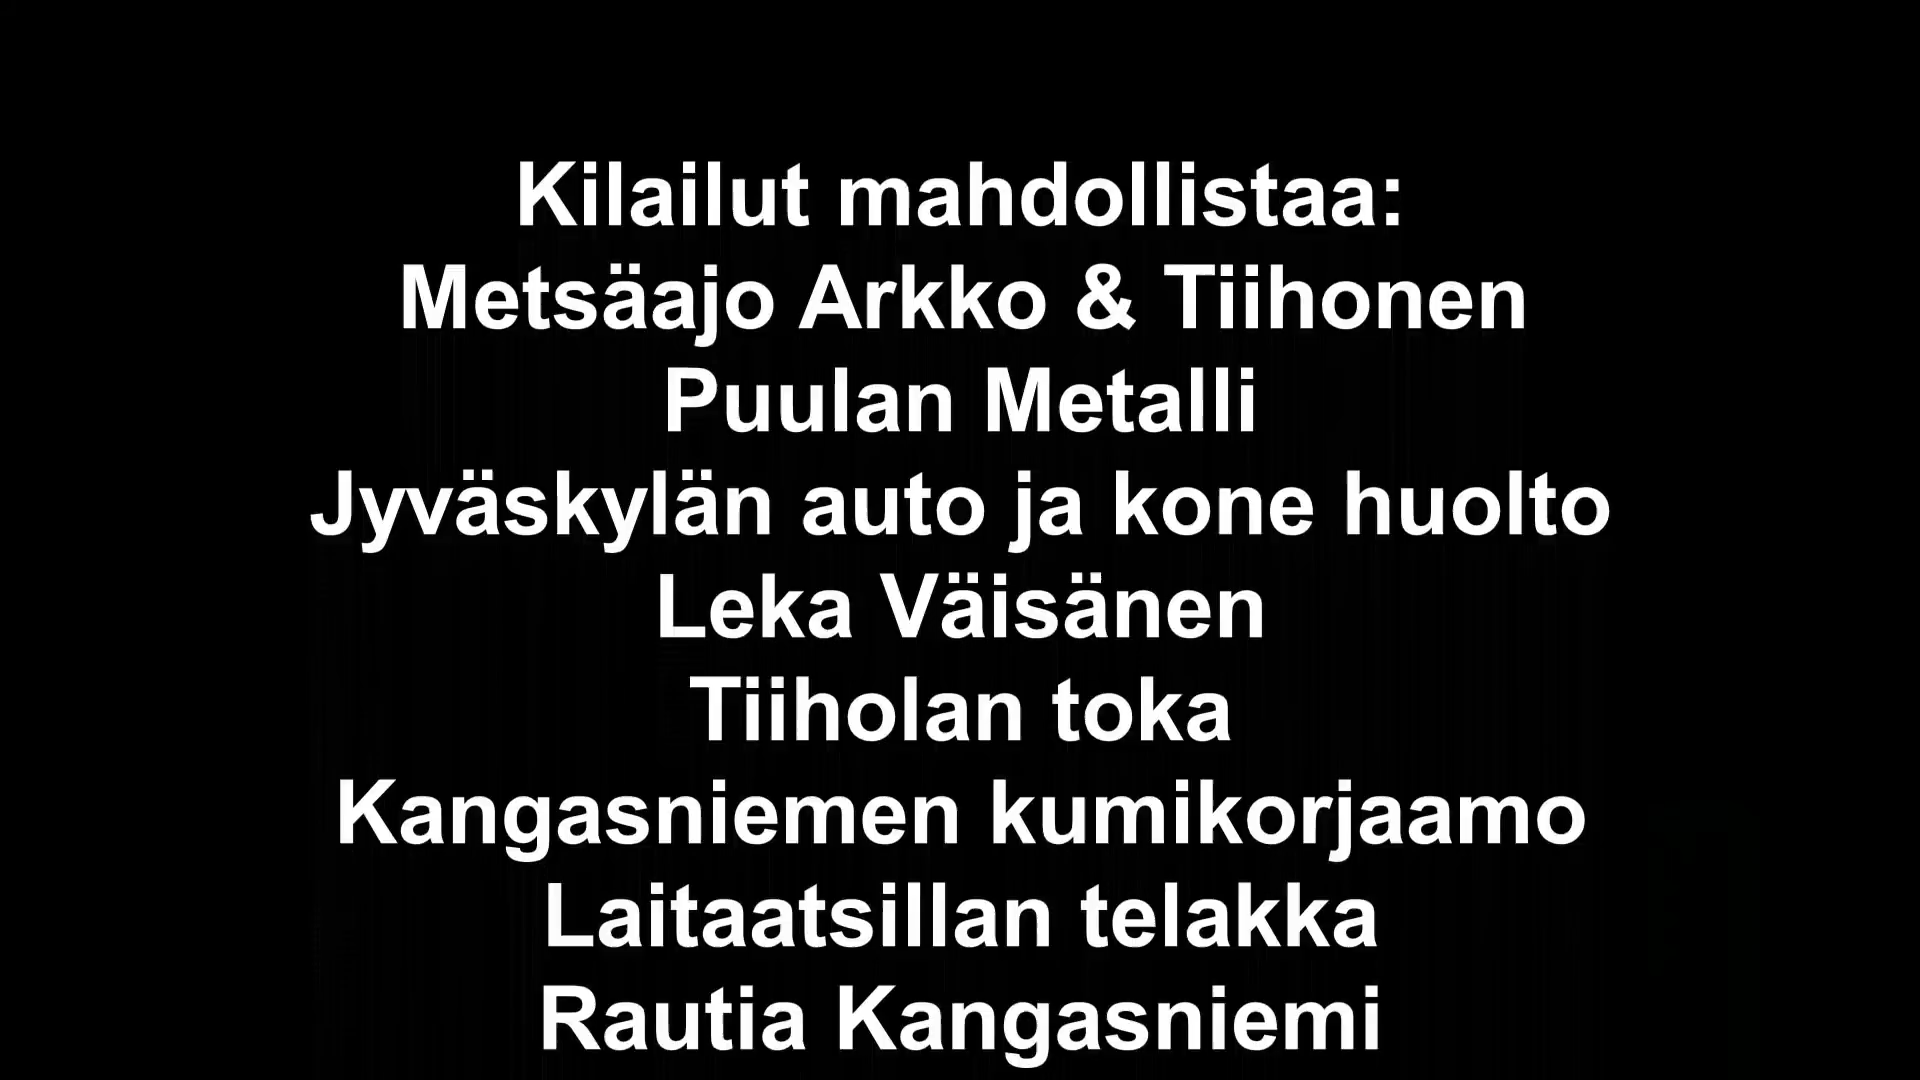 Kilailut mahdollistaa:
Metsäajo Arkko & Tiihonen
Puulan Metalli
Jyväskylän auto ja kone huolto
Leka Väisänen
Tiiholan toka
Kangasniemen kumikorjaamo
Laitaatsillan telakka
Rautia Kangasniemi